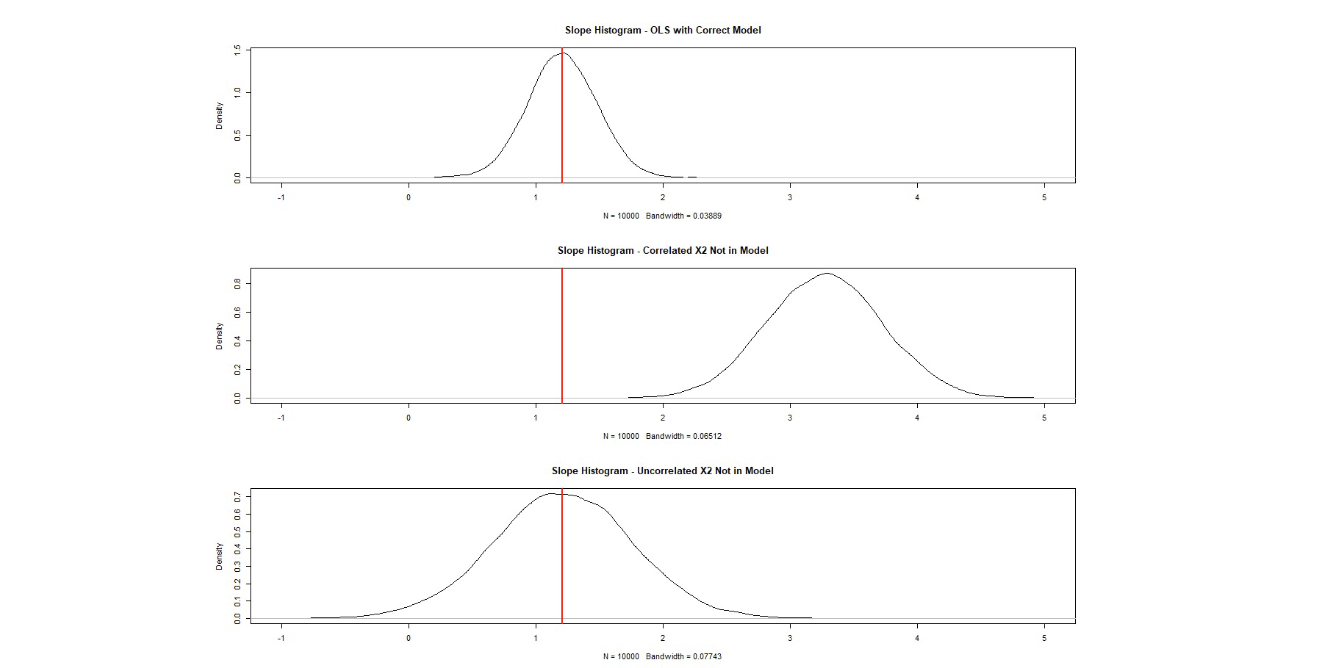 Slope Histogram - OLS with Correct Model
Density
0.0 0.5 1.0 1.5
-1 0 1 2 3 4 5
N = 10000 Bandwidth = 0.03889
Slope Histogram - Correlated X2 Not in Model
Density
0.0 0.2 0.4 0.6 0.8
-1 0 1 2 3 4 5
N = 10000 Bandwidth = 0.06512
Slope Histogram - Uncorrelated X2 Not in Model
Density
0.0 0.1 0.2 0.3 0.4 0.5 0.6 0.7
-1 0 1 2 3 4 5
N = 10000 Bandwidth = 0.07743